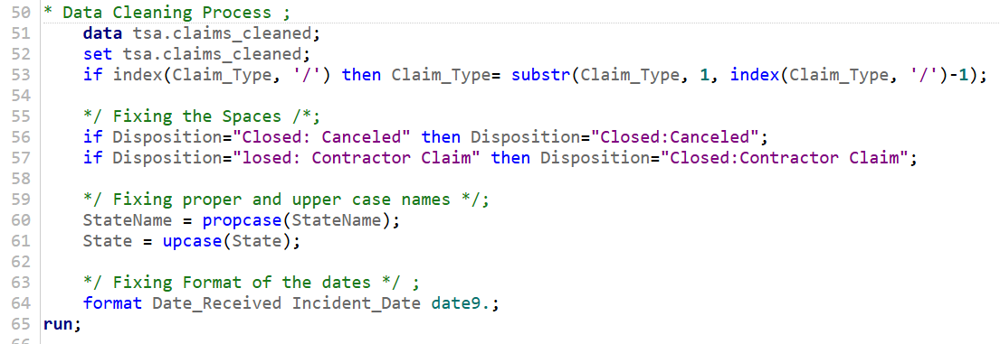 50 * Data Cleaning Process ;
51 data tsa.claims_cleaned;
52 set tsa.claims_cleaned;
53 if index(Claim_Type, '/') then Claim_Type= substr(Claim_Type, 1, index(Claim_Type, '/')-1);
54
55 */ Fixing the Spaces /*;
56 if Disposition="Closed: Canceled" then Disposition="Closed:Canceled";
57 if Disposition="losed: Contractor Claim" then Disposition="Closed:Contractor Claim";
58
59 */ Fixing proper and upper case names */;
60 StateName = propcase(StateName);
61 State = upcase(State);
62
63 */ Fixing Format of the dates */ ;
64 format Date_Received Incident_Date date9.;
65 run;
66